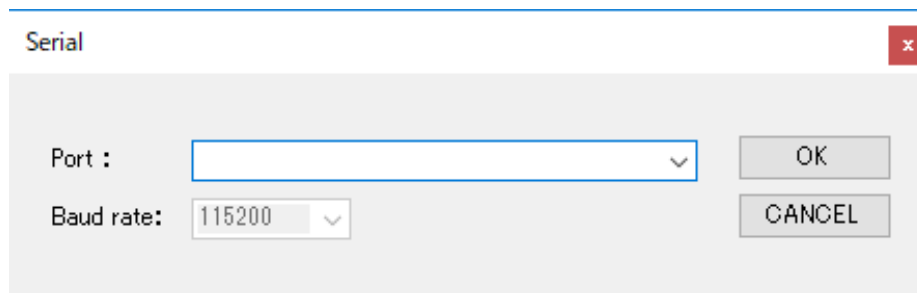 Serial
x
Port :
OK
Baud rate:
115200
CANCEL